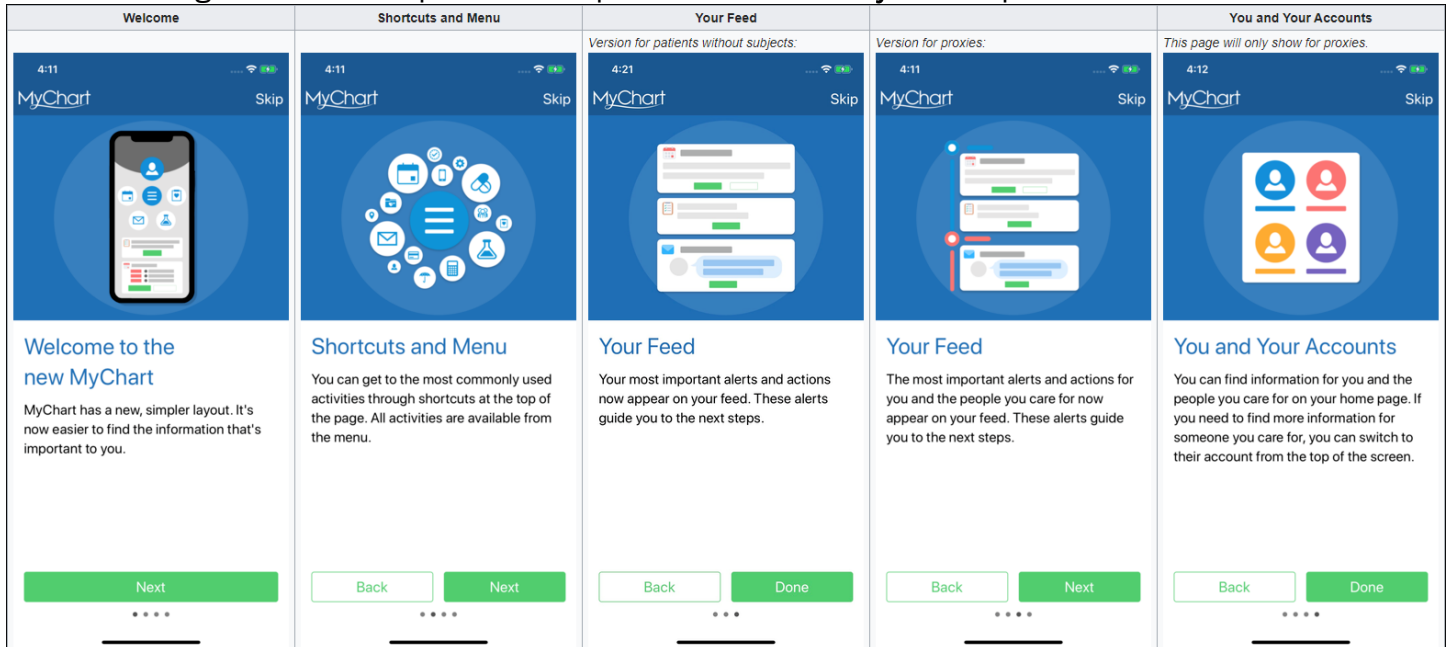 Welcome
Shortcuts and Menu
Your Feed
You and Your Accounts
Version for patients without subjects:
Version for proxies:
This page will only show for proxies.
4:11
MyChart
Skip
Welcome to the
new MyChart
MyChart has a new, simpler layout. It's
now easier to find the information that's
important to you.
Next
4:11
MyChart
Skip
Shortcuts and Menu
You can get to the most commonly used
activities through shortcuts at the top of
the page. All activities are available from
the menu.
Back
Next
4:21
MyChart
Skip
Your Feed
Your most important alerts and actions
now appear on your feed. These alerts
guide you to the next steps.
Back
Done
4:11
MyChart
Skip
Your Feed
The most important alerts and actions for
you and the people you care for now
appear on your feed. These alerts guide
you to the next steps.
Back
Next
4:12
MyChart
Skip
You and Your Accounts
You can find information for you and the
people you care for on your home page. If
you need to find more information for
someone you care for, you can switch to
their account from the top of the screen.
Back
Done